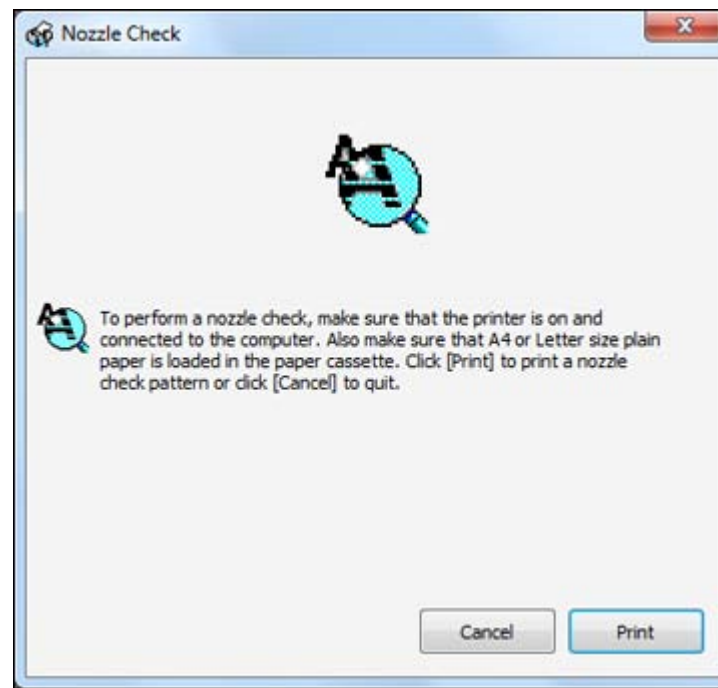 Nozzle Check
To perform a nozzle check, make sure that the printer is on and
connected to the computer. Also make sure that A4 or Letter size plain
paper is loaded in the paper cassette. Click [Print] to print a nozzle
check pattern or click [Cancel] to quit.
Cancel Print